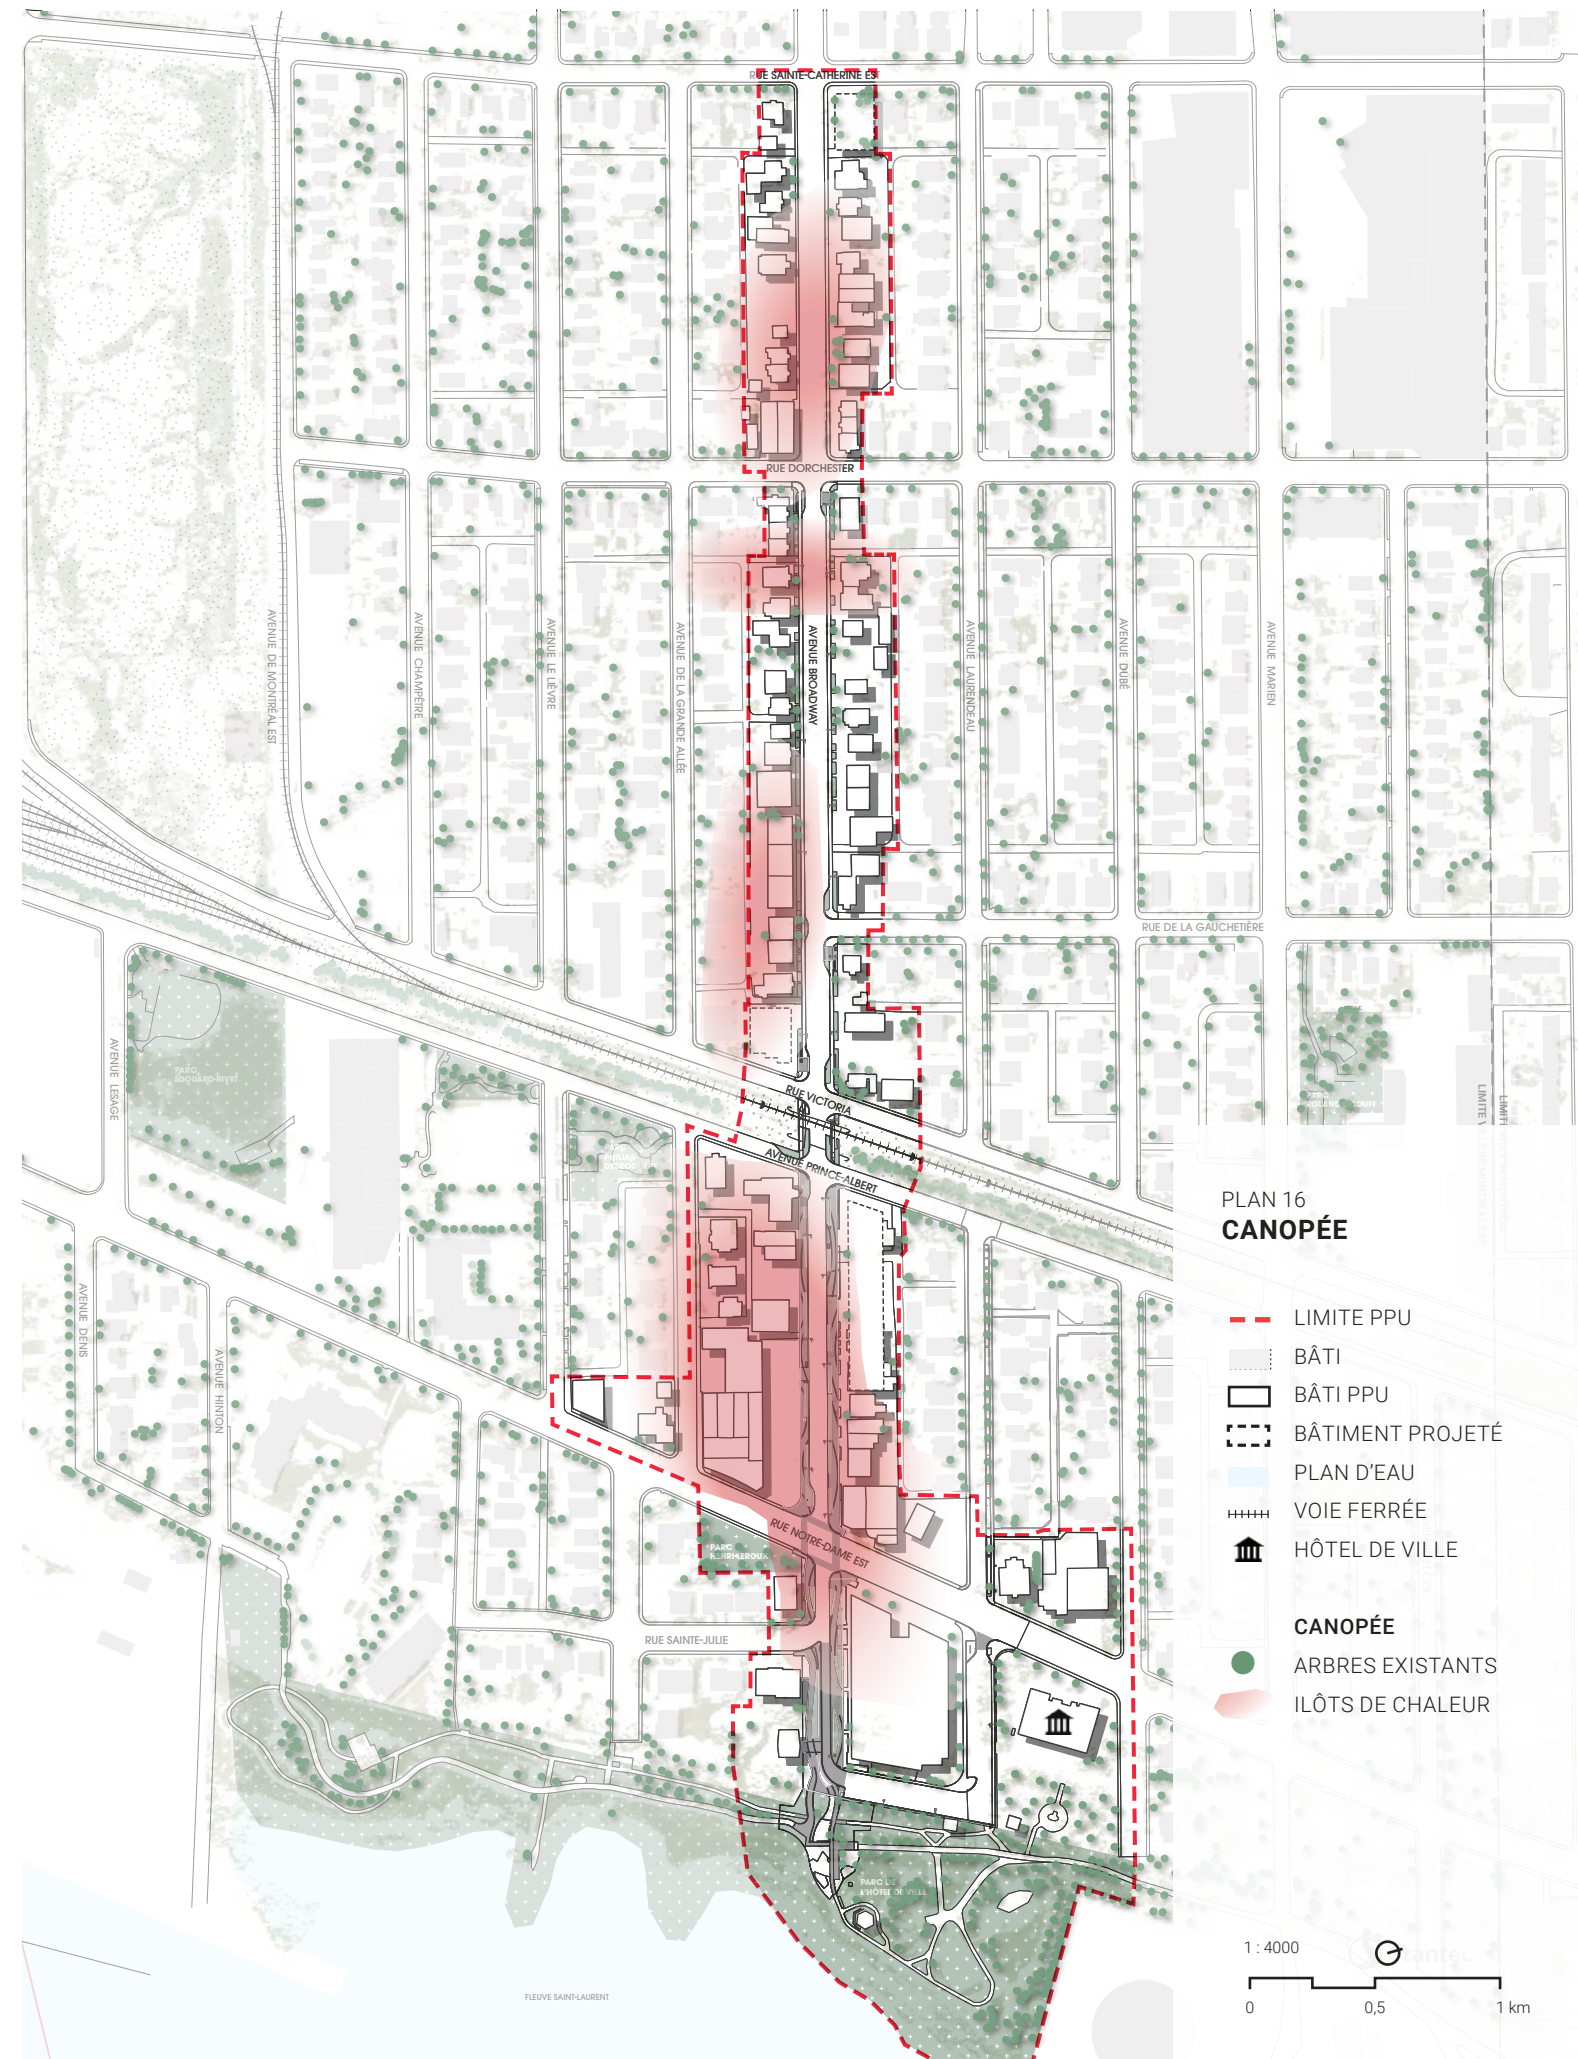 RUE SAINTE-CATHERINE EST
RUE DORCHESTER
AVENUE DE MONTRÉAL EST
AVENUE CHAMPÊTRE
AVENUE LE LIÈVRE
AVENUE DE LA GRANDE ALLÉE
AVENUE BROADWAY
AVENUE LAURENDEAU
AVENUE DUBÉ
AVENUE MARIEN
RUE DE LA GAUCHETIÈRE
AVENUE LESAGE
PARC
ÉDOUARD-RIVET
RUE VICTORIA
AVENUE PRINCE-ALBERT
AVENUE DENIS
AVENUE HINTON
PARC
HENRI-LEROUX
RUE NOTRE-DAME EST
RUE SAINTE-JULIE
PARC DE
L'HÔTEL DE VILLE
FLEUVE SAINT-LAURENT
PLAN 16
CANOPÉE
LIMITE PPU
BÂTI
BÂTI PPU
BÂTIMENT PROJETÉ
PLAN D'EAU
VOIE FERRÉE
HÔTEL DE VILLE
CANOPÉE
ARBRES EXISTANTS
ILÔTS DE CHALEUR
1 : 4000
0
0,5
1 km